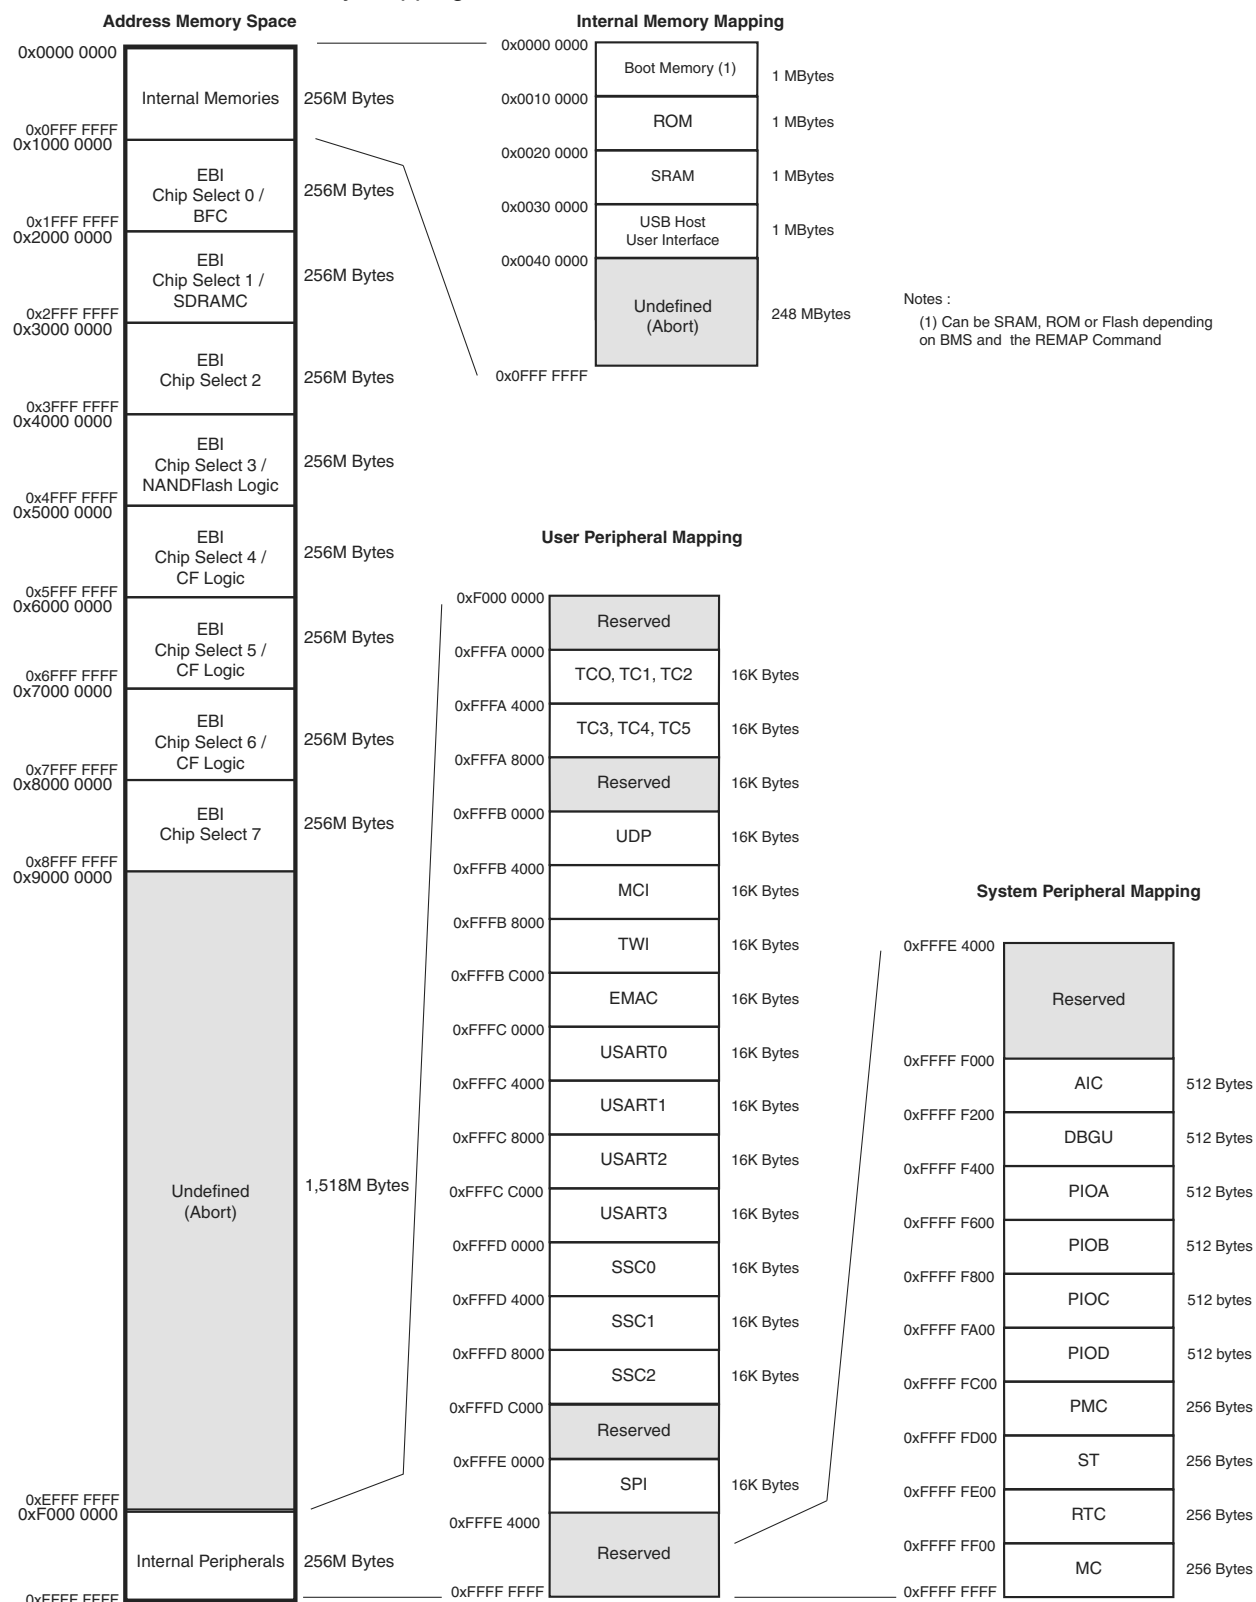 Address Memory Space
0x0000 0000
Internal Memories
256M Bytes
0x0FFF FFFF
0x1000 0000
EBI
Chip Select 0 /
BFC
256M Bytes
0x1FFF FFFF
0x2000 0000
EBI
Chip Select 1 /
SDRAMC
256M Bytes
0x2FFF FFFF
0x3000 0000
EBI
Chip Select 2
256M Bytes
0x3FFF FFFF
0x4000 0000
EBI
Chip Select 3 /
NANDFlash Logic
256M Bytes
0x4FFF FFFF
0x5000 0000
EBI
Chip Select 4 /
CF Logic
256M Bytes
0x5FFF FFFF
0x6000 0000
EBI
Chip Select 5 /
CF Logic
256M Bytes
0x6FFF FFFF
0x7000 0000
EBI
Chip Select 6 /
CF Logic
256M Bytes
0x7FFF FFFF
0x8000 0000
EBI
Chip Select 7
256M Bytes
0x8FFF FFFF
0x9000 0000
Undefined
(Abort)
1,518M Bytes
0xEFFF FFFF
0xF000 0000
Internal Peripherals
256M Bytes
0xFFFF FFFF
Internal Memory Mapping
0x0000 0000
Boot Memory (1)
1 MBytes
0x0010 0000
ROM
1 MBytes
0x0020 0000
SRAM
1 MBytes
0x0030 0000
USB Host
User Interface
1 MBytes
0x0040 0000
Undefined
(Abort)
248 MBytes
0x0FFF FFFF
Notes :
(1) Can be SRAM, ROM or Flash depending
on BMS and the REMAP Command
User Peripheral Mapping
0xF000 0000
Reserved
0xFFFA 0000
TCO, TC1, TC2
16K Bytes
0xFFFA 4000
TC3, TC4, TC5
16K Bytes
0xFFFA 8000
Reserved
16K Bytes
0xFFFB 0000
UDP
16K Bytes
0xFFFB 4000
MCI
16K Bytes
0xFFFB 8000
TWI
16K Bytes
0xFFFB C000
EMAC
16K Bytes
0xFFFC 0000
USART0
16K Bytes
0xFFFC 4000
USART1
16K Bytes
0xFFFC 8000
USART2
16K Bytes
0xFFFC C000
USART3
16K Bytes
0xFFFD 0000
SSC0
16K Bytes
0xFFFD 4000
SSC1
16K Bytes
0xFFFD 8000
SSC2
16K Bytes
0xFFFD C000
Reserved
0xFFFE 0000
SPI
16K Bytes
0xFFFE 4000
Reserved
0xFFFF FFFF
System Peripheral Mapping
0xFFFE 4000
Reserved
0xFFFF F000
AIC
512 Bytes
0xFFFF F200
DBGU
512 Bytes
0xFFFF F400
PIOA
512 Bytes
0xFFFF F600
PIOB
512 Bytes
0xFFFF F800
PIOC
512 bytes
0xFFFF FA00
PIOD
512 bytes
0xFFFF FC00
PMC
256 Bytes
0xFFFF FD00
ST
256 Bytes
0xFFFF FE00
RTC
256 Bytes
0xFFFF FF00
MC
256 Bytes
0xFFFF FFFF